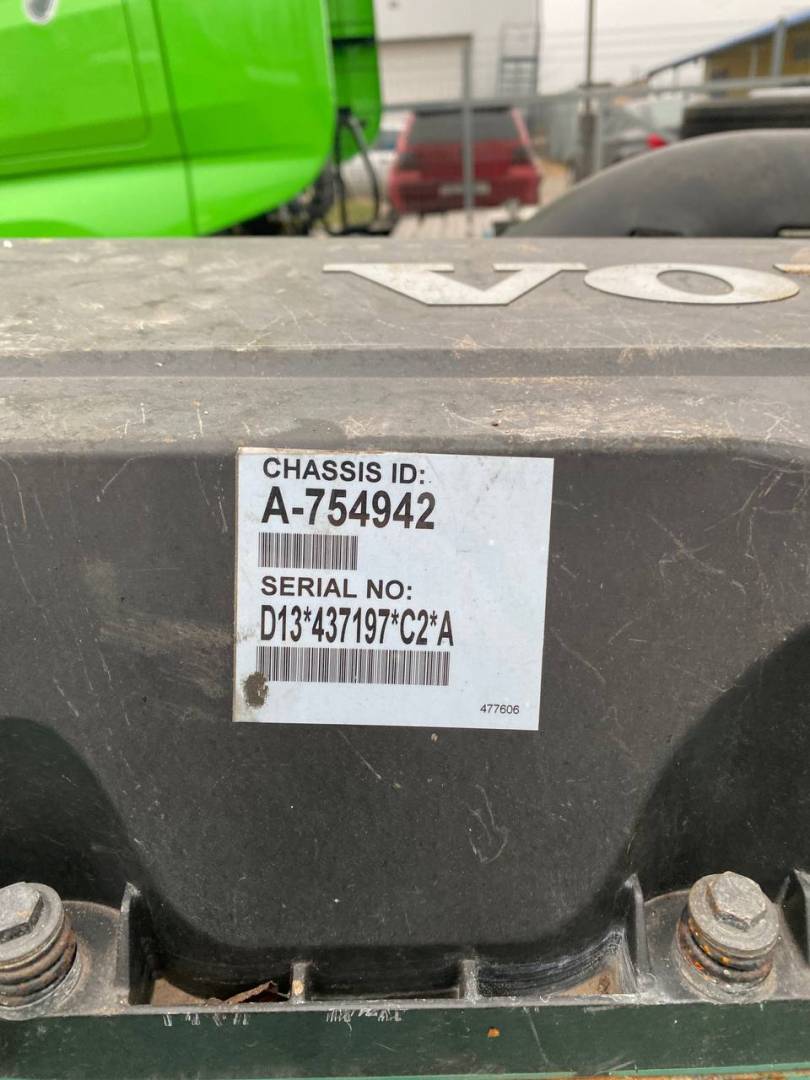 VO
CHASSIS ID:
A-754942
SERIAL NO:
D13*437197*C2*A
477606